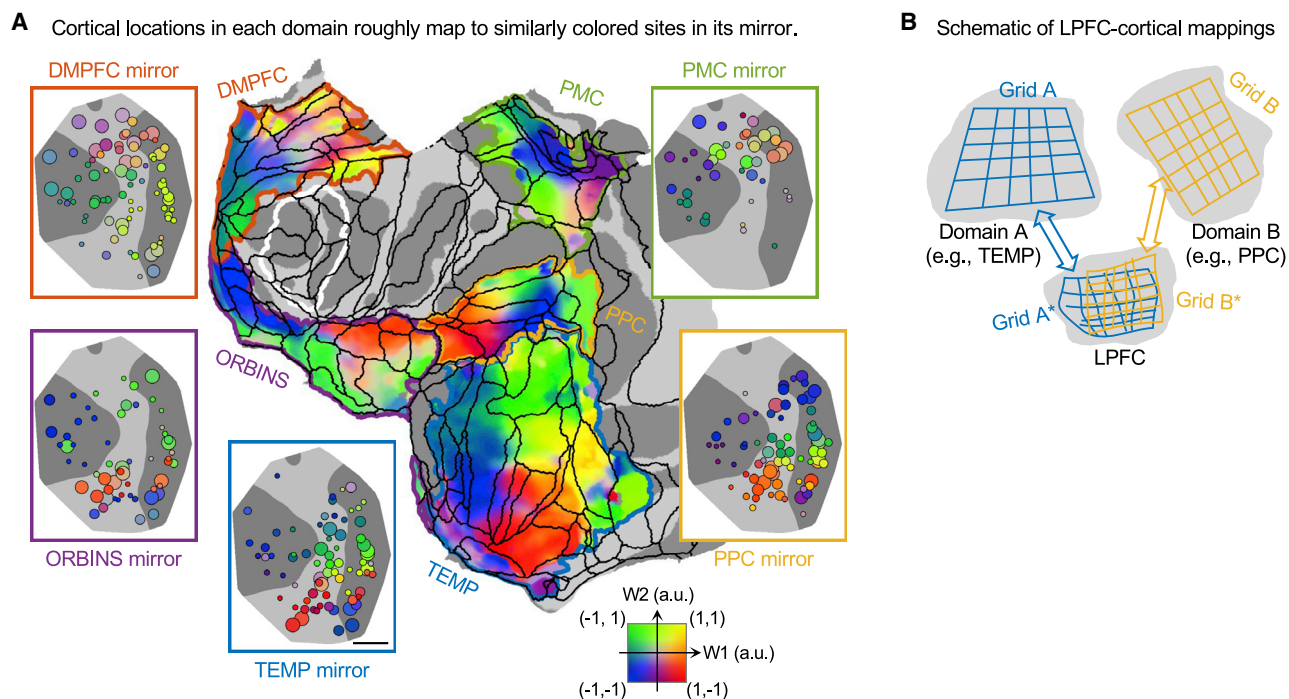 A Cortical locations in each domain roughly map to similarly colored sites in its mirror.
DMPFC mirror
DMPFC
PMC
PMC mirror
ORBINS
PPC
ORBINS mirror
TEMP
TEMP mirror
PPC mirror
W2 (a.u.)
(-1, 1) (1,1)
W1 (a.u.)
(-1,-1) (1,-1)
B Schematic of LPFC-cortical mappings
Grid A
Grid B
Domain A
(e.g., TEMP)
Domain B
(e.g., PPC)
Grid A*
Grid B*
LPFC